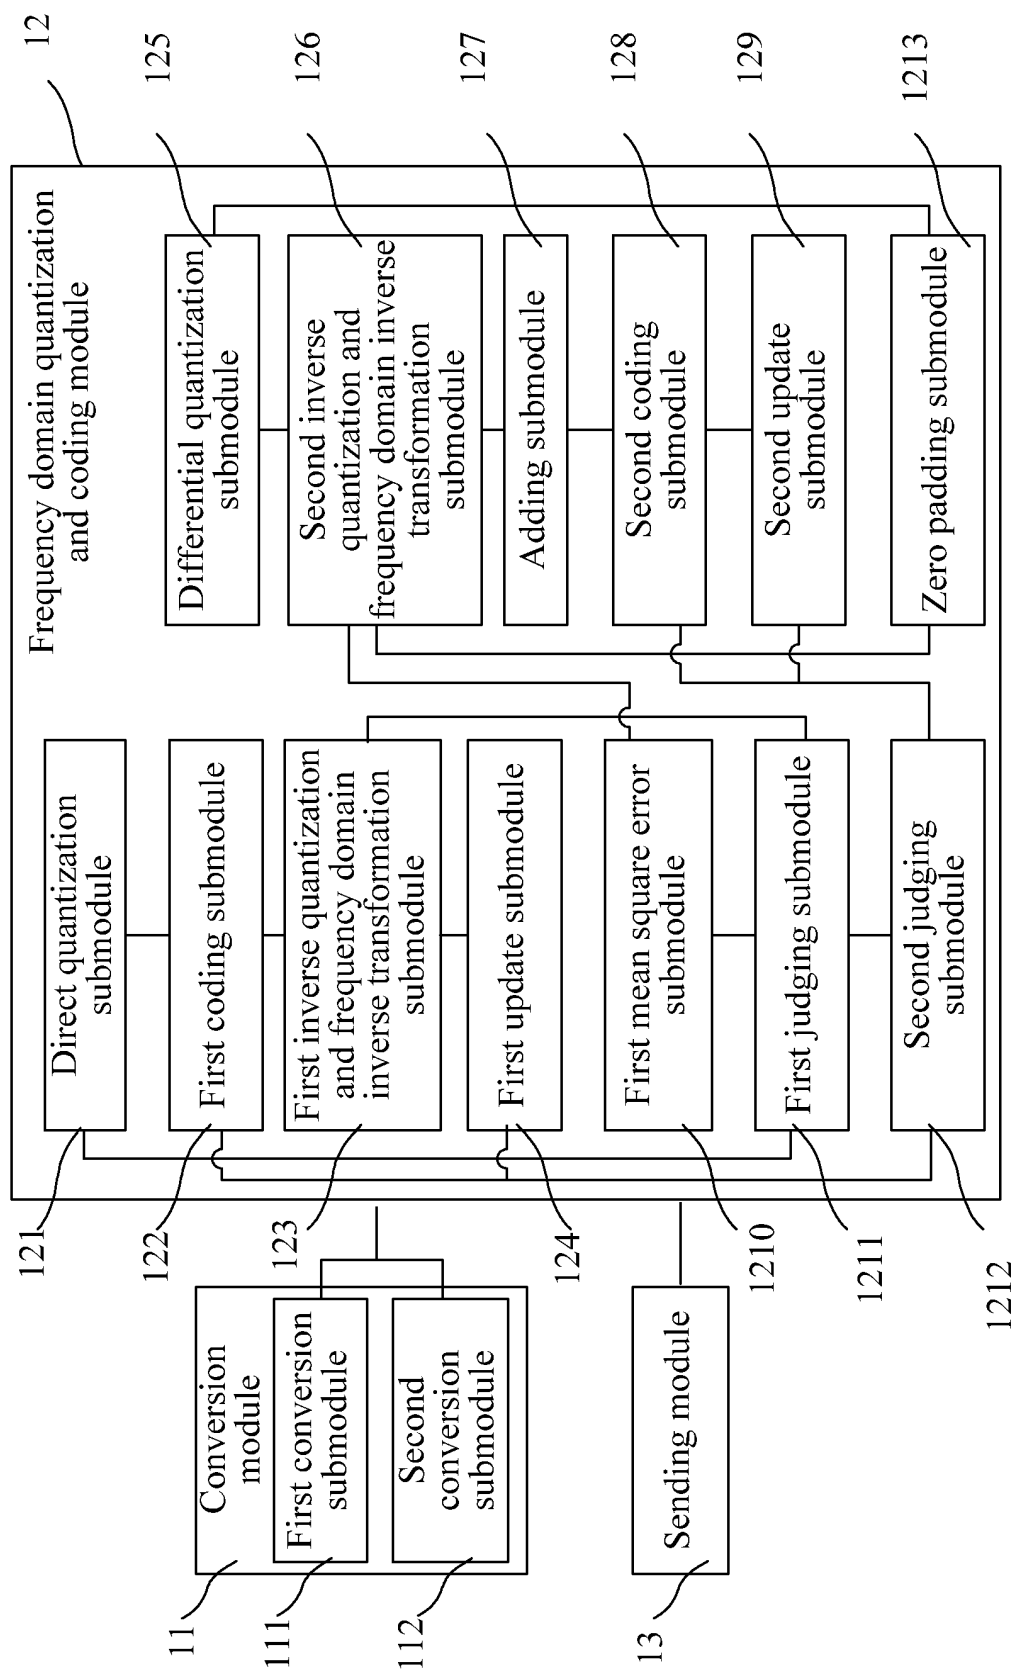 12
Frequency domain quantization
and coding module
Direct quantization
submodule
121
First coding submodule
122
First inverse quantization
and frequency domain
inverse transformation
submodule
123
First update submodule
124
First mean square error
submodule
1210
First judging submodule
1211
Second judging
submodule
1212
Differential quantization
submodule
125
Second inverse
quantization and
frequency domain inverse
transformation
submodule
126
Adding submodule
127
Second coding
submodule
128
Second update
submodule
129
Zero padding submodule
1213
Conversion
module
11
First conversion
submodule
111
Second
conversion
submodule
112
Sending module
13